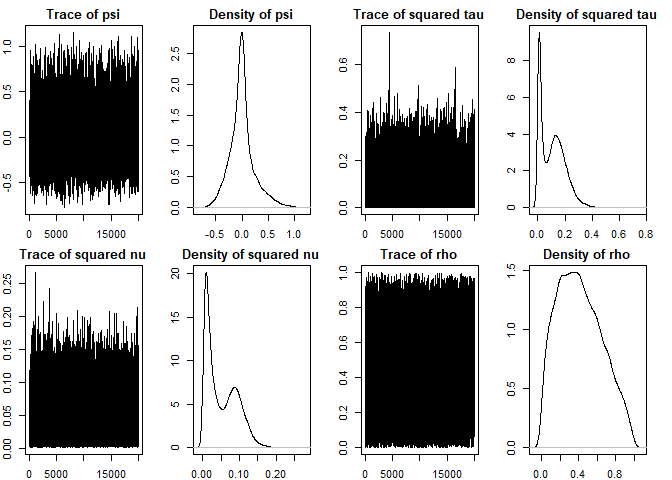 Trace of psi
Density of psi
Trace of squared tau
Density of squared tau
-0.5 0.0 0.5 1.0
0 5000 15000
0.0 0.5 1.0 1.5 2.0 2.5
-0.5 0.0 0.5 1.0
0.0 0.2 0.4 0.6
0 5000 15000
0 2 4 6 8
0.0 0.2 0.4 0.6 0.8
Trace of squared nu
Density of squared nu
Trace of rho
Density of rho
0.00 0.05 0.10 0.15 0.20 0.25
0 5000 15000
0 5 10 15 20
0.00 0.10 0.20
0.0 0.2 0.4 0.6 0.8 1.0
0 5000 15000
0.0 0.5 1.0 1.5
0.0 0.4 0.8